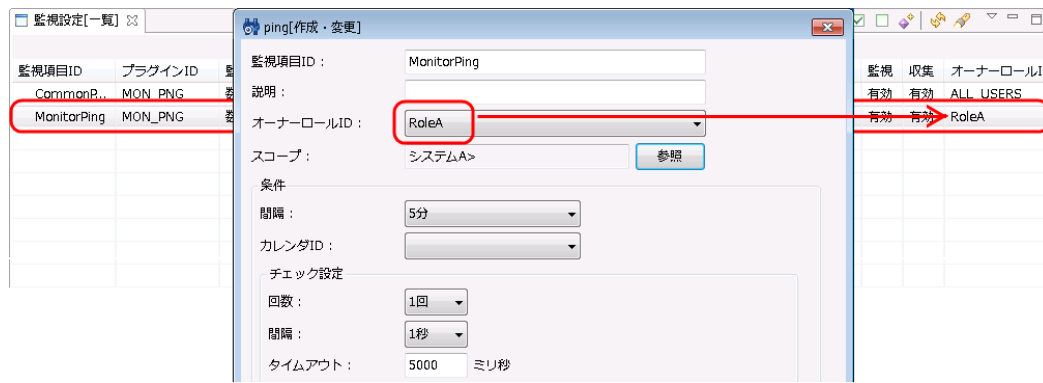 監視設定[一覧]
ping[作成・変更]
監視項目ID プラグインID 監視 収集 オーナーロールI
CommonP... MON_PNG 有効 有効 ALL_USERS
MonitorPing MON_PNG 有効 有効 RoleA
監視項目ID： MonitorPing
説明：
オーナーロールID： RoleA
スコープ： システムA> 参照
条件
間隔： 5分
カレンダID：
チェック設定
回数： 1回
間隔： 1秒
タイムアウト： 5000 ミリ秒